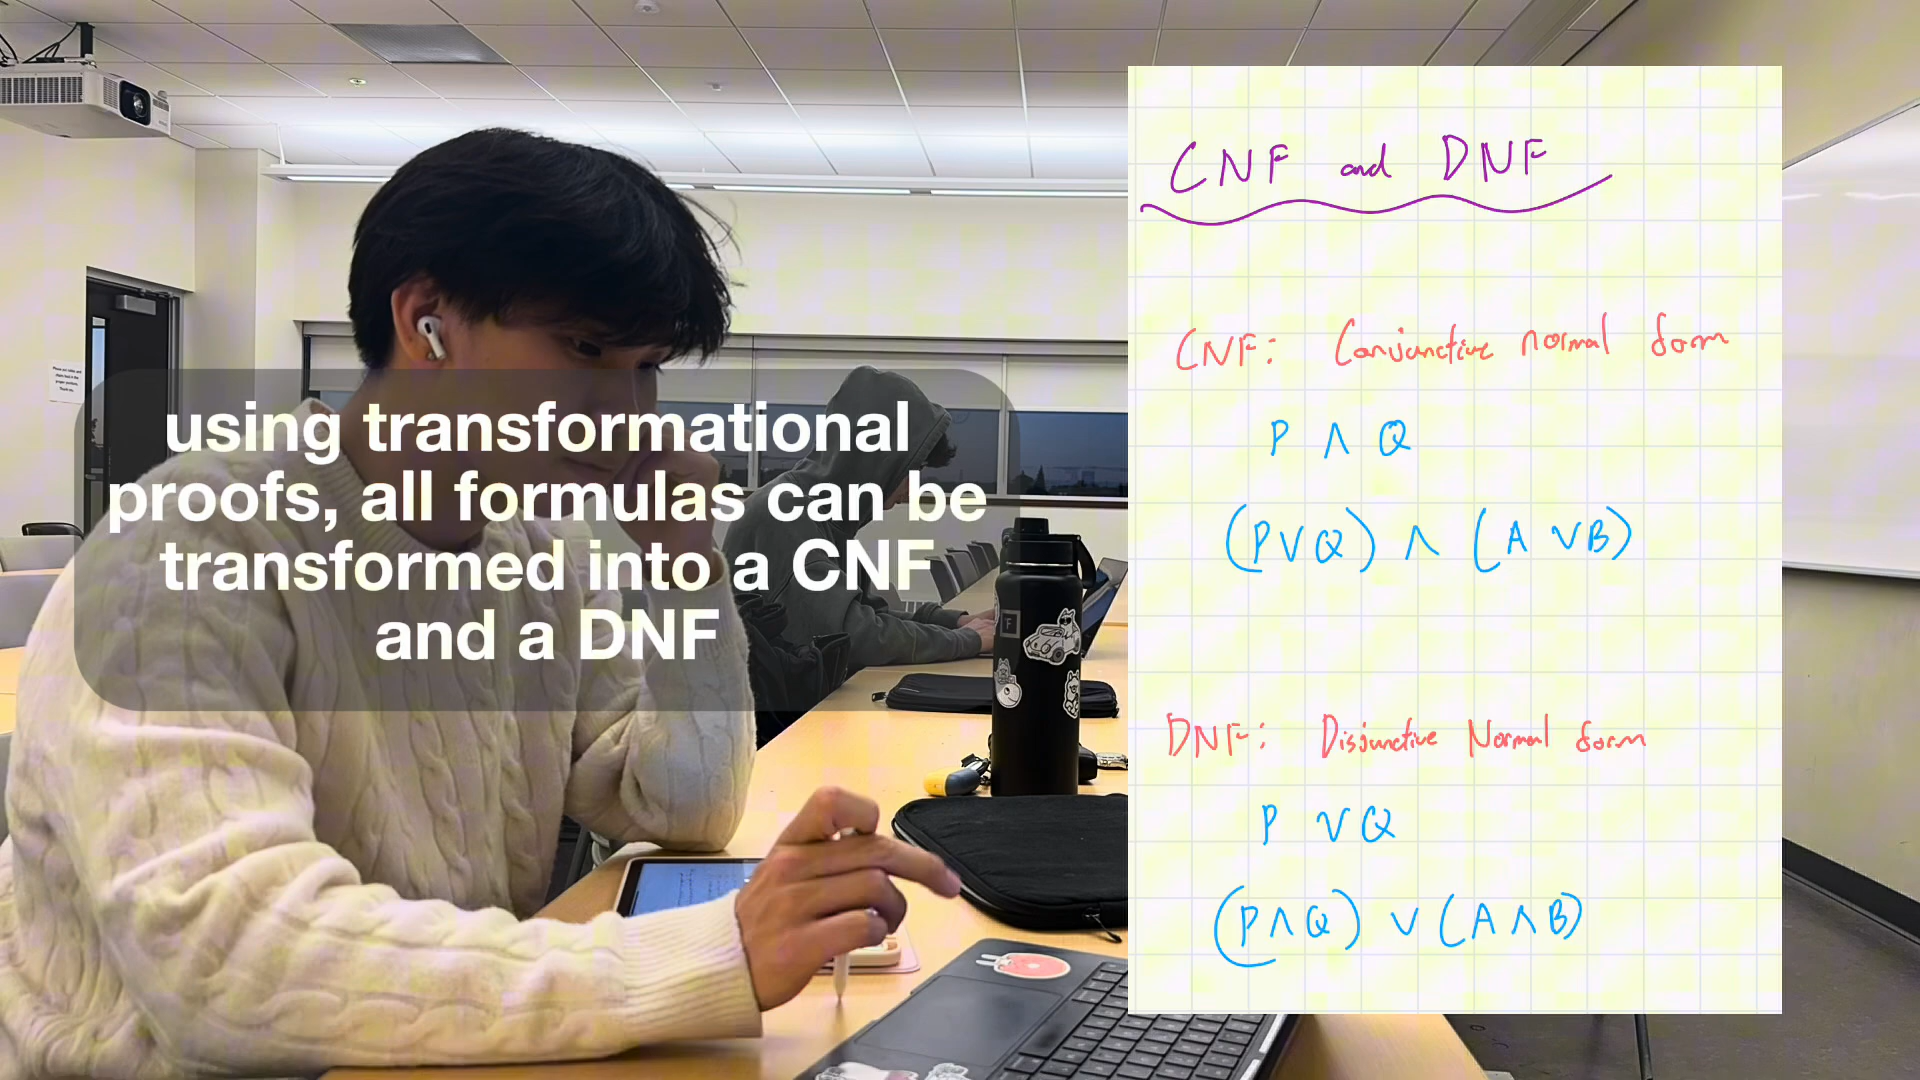 using transformational
proofs, all formulas can be
transformed into a CNF
and a DNF
CNF and DNF
CNF: Conjunctive normal form
P ∧ Q
(P∨Q) ∧ (A ∨B)
DNF: Disjunctive Normal form
P ∨Q
(P∧Q) ∨ (A∧B)